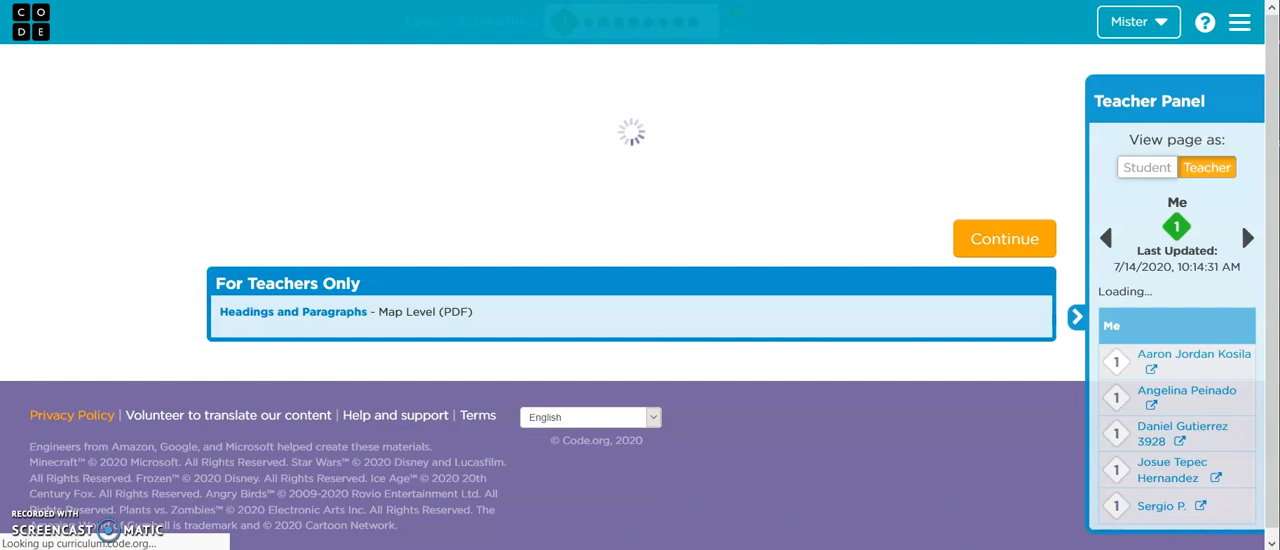 C O
D E
Mister
?
Teacher Panel
View page as:
Student Teacher
Me
1
Last Updated:
7/14/2020, 10:14:31 AM
Loading...
Continue
For Teachers Only
Headings and Paragraphs - Map Level (PDF)
Me
1 Aaron Jordan Kosila
1 Angelina Peinado
1 Daniel Gutierrez
3928
1 Josue Tepec
Hernandez
1 Sergio P.
Privacy Policy | Volunteer to translate our content | Help and support | Terms
English
© Code.org, 2020
Engineers from Amazon, Google, and Microsoft helped create these materials.
Minecraft™ © 2020 Microsoft. All Rights Reserved. Star Wars™ © 2020 Disney and Lucasfilm.
All Rights Reserved. Frozen™ © 2020 Disney. All Rights Reserved. Ice Age™ © 2020 20th
Century Fox. All Rights Reserved. Angry Birds™ © 2009-2020 Rovio Entertainment Ltd. All
Rights Reserved. Plants vs. Zombies™ © 2020 Electronic Arts Inc. All Rights Reserved. The
Amazing World of Gumball is trademark and © 2020 Cartoon Network.
RECORDED WITH
SCREENCAST MATIC
Looking up curriculum.code.org...